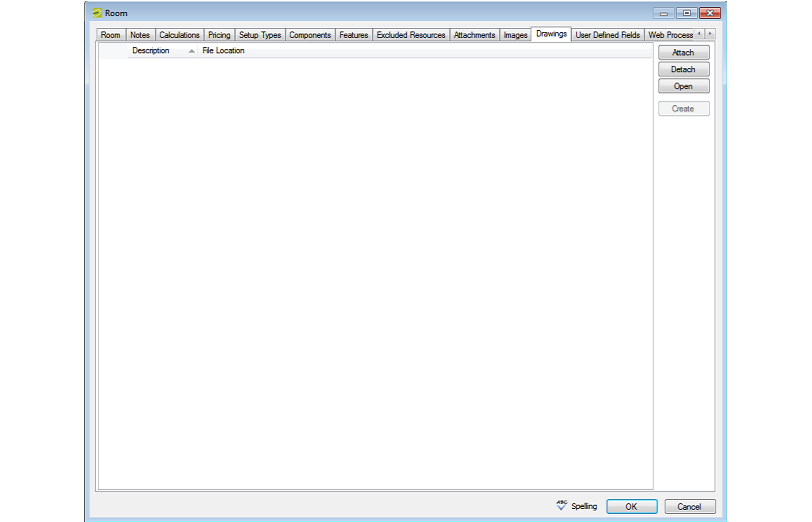 Room
Room Notes Calculations Pricing Setup Types Components Features Excluded Resources Attachments Images Drawings User Defined Fields Web Process
Description File Location
Attach
Detach
Open
Create
ABC Spelling OK Cancel